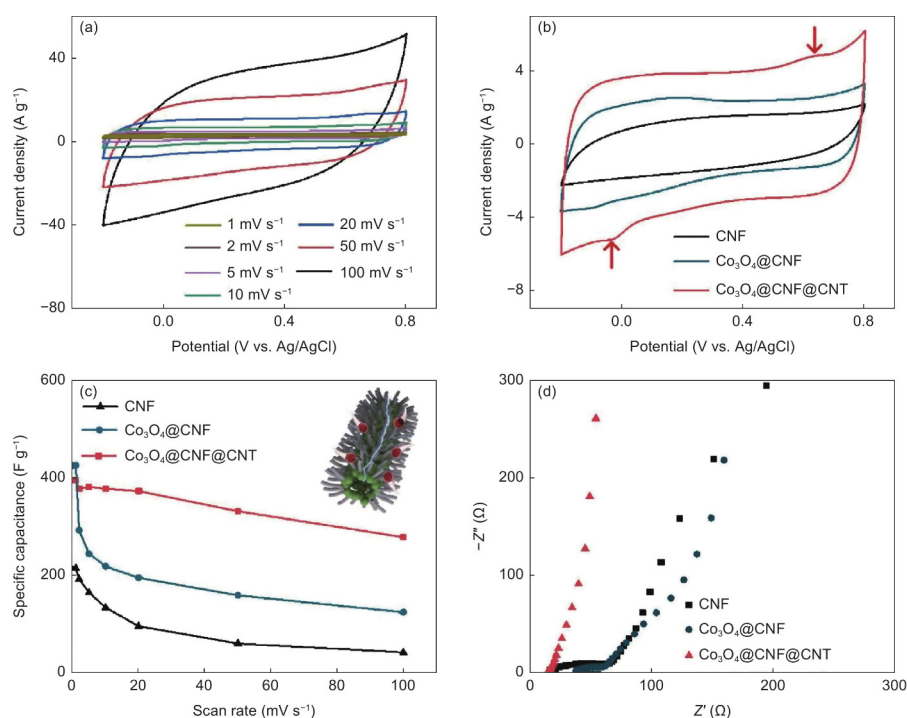 (a)
Current density (A g⁻¹)
40
0
−40
−80
0.0
0.4
0.8
Potential (V vs. Ag/AgCl)
1 mV s⁻¹
2 mV s⁻¹
5 mV s⁻¹
10 mV s⁻¹
20 mV s⁻¹
50 mV s⁻¹
100 mV s⁻¹
(b)
Current density (A g⁻¹)
4
0
−4
−8
0.0
0.4
0.8
Potential (V vs. Ag/AgCl)
CNF
Co₃O₄@CNF
Co₃O₄@CNF@CNT
(c)
Specific capacitance (F g⁻¹)
600
400
200
0
0
20
40
60
80
100
Scan rate (mV s⁻¹)
CNF
Co₃O₄@CNF
Co₃O₄@CNF@CNT
(d)
−Z″ (Ω)
300
200
100
0
0
100
200
300
Z′ (Ω)
CNF
Co₃O₄@CNF
Co₃O₄@CNF@CNT